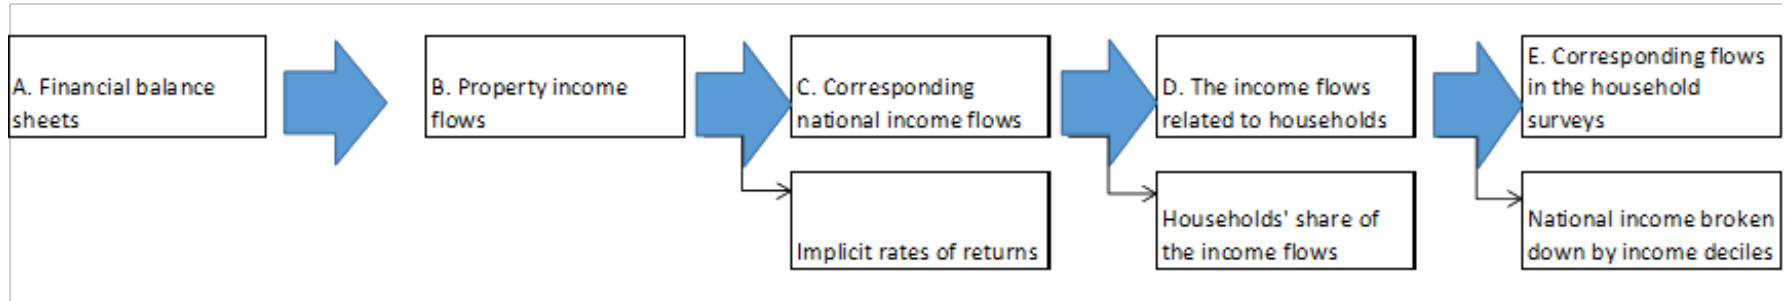 A. Financial balance
sheets
B. Property income
flows
C. Corresponding
national income flows
D. The income flows
related to households
E. Corresponding flows
in the household
surveys
Implicit rates of returns
Households' share of
the income flows
National income broken
down by income deciles